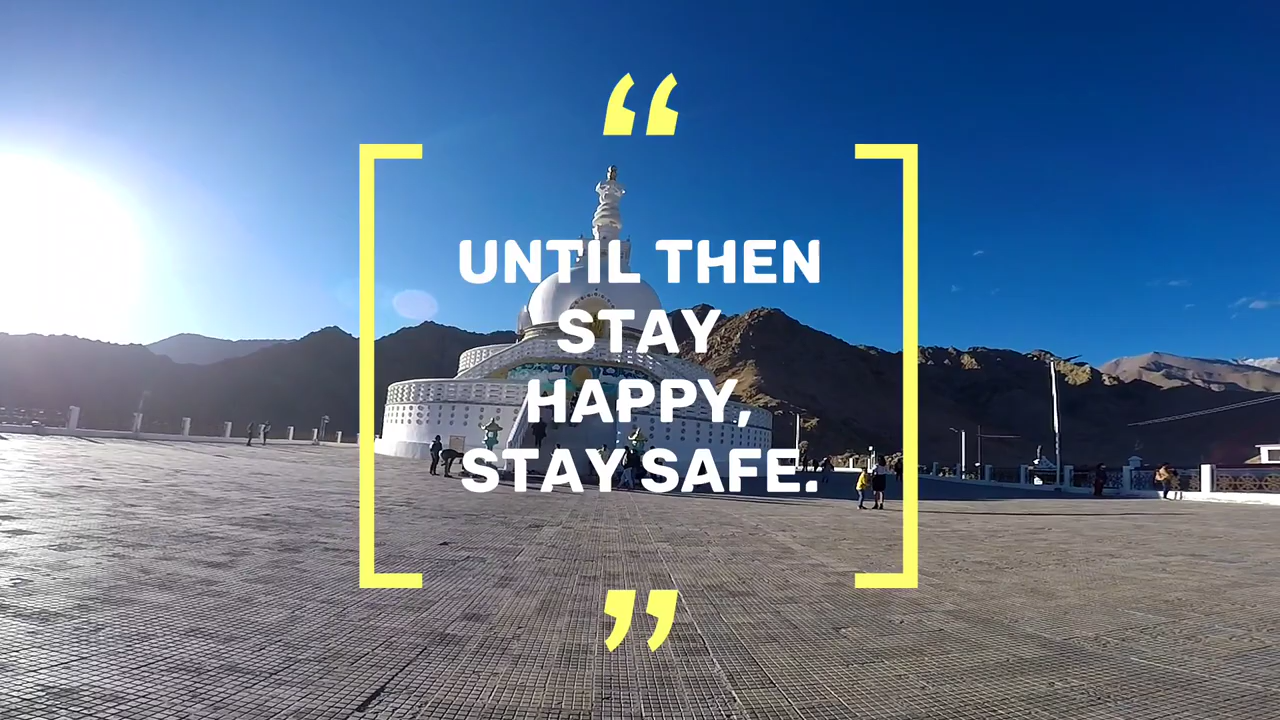 “
UNTIL THEN
STAY
HAPPY,
STAY SAFE.
”